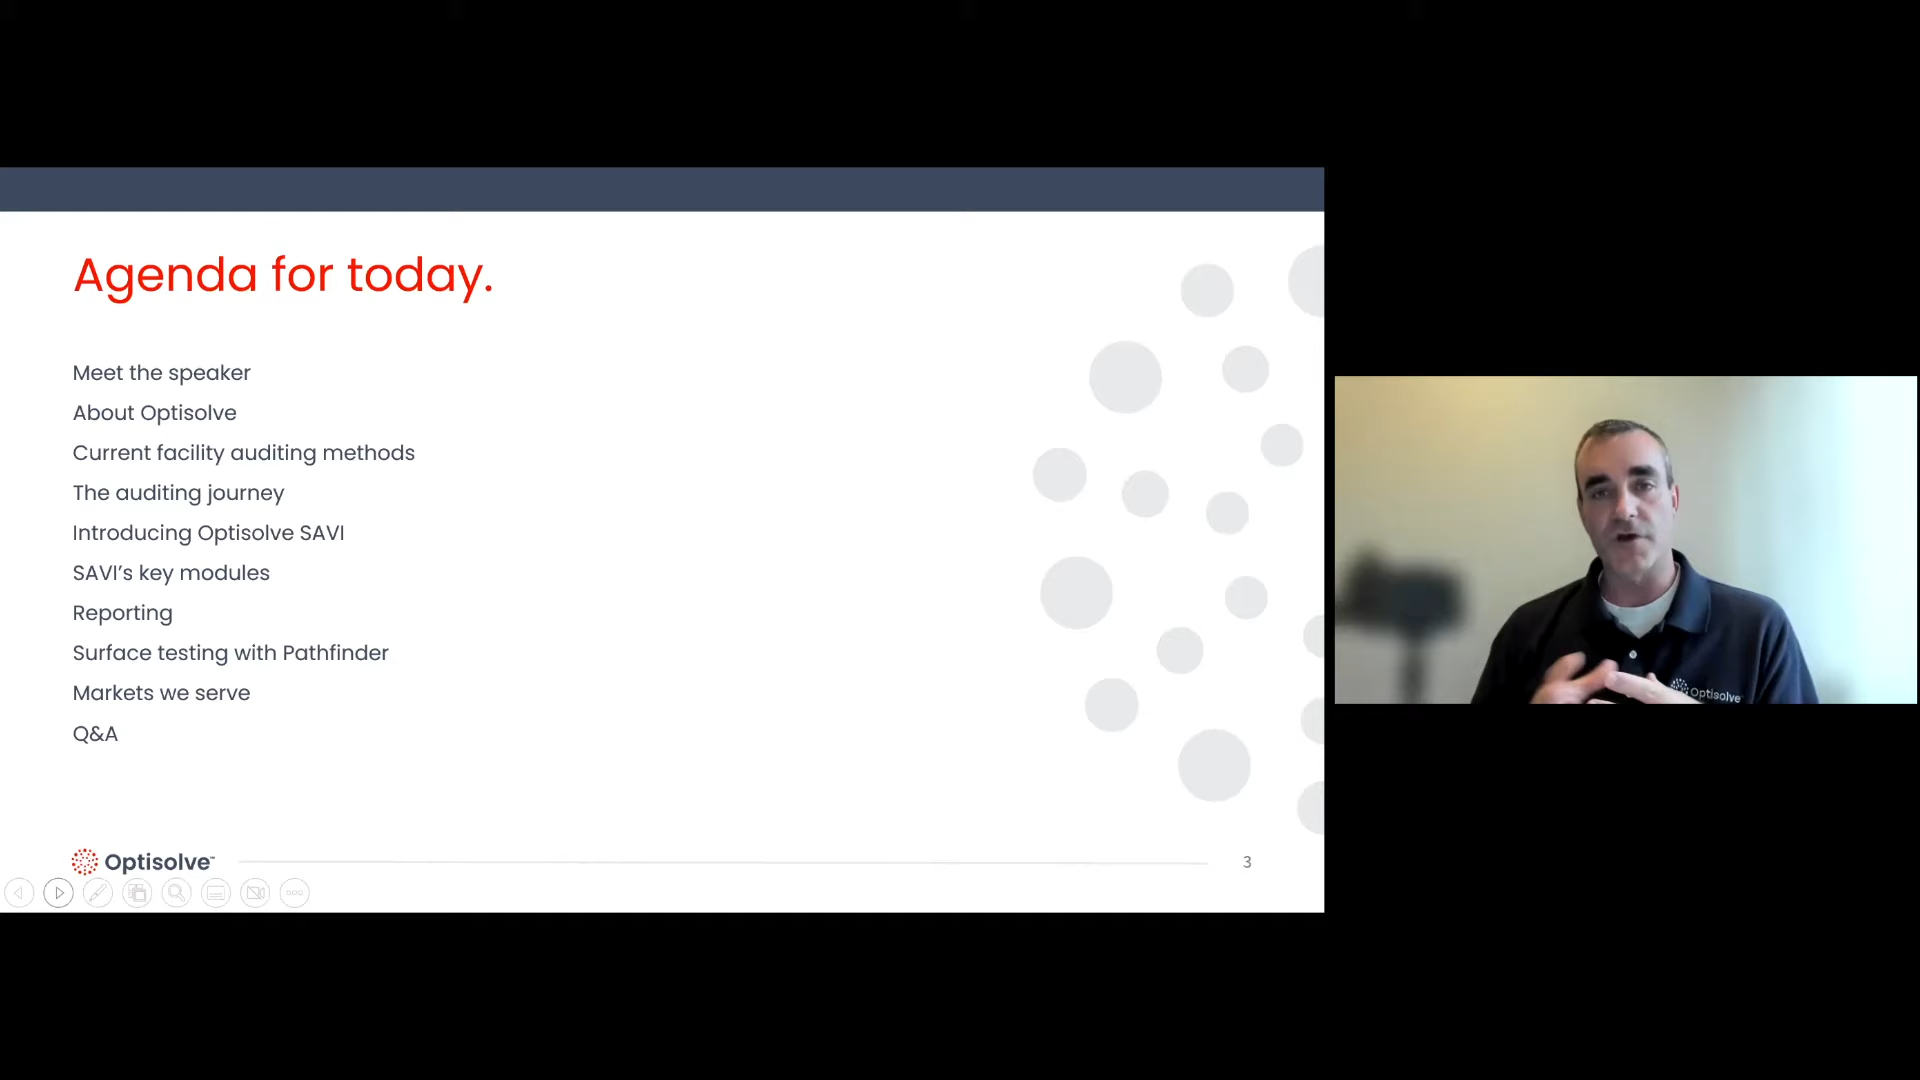 Agenda for today.
Meet the speaker
About Optisolve
Current facility auditing methods
The auditing journey
Introducing Optisolve SAVI
SAVI’s key modules
Reporting
Surface testing with Pathfinder
Markets we serve
Q&A
Optisolve™
3
Optisolve